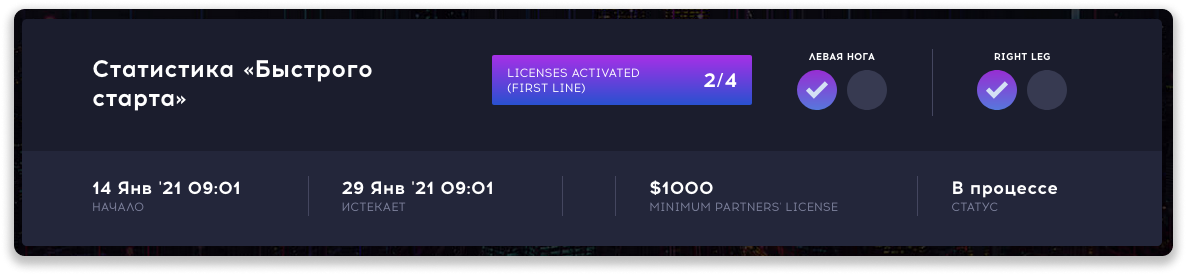 Статистика «Быстрого
старта»
LICENSES ACTIVATED
(FIRST LINE)
2/4
ЛЕВАЯ НОГА
RIGHT LEG
14 Янв '21 09:01
НАЧАЛО
29 Янв '21 09:01
ИСТЕКАЕТ
$1000
MINIMUM PARTNERS' LICENSE
В процессе
СТАТУС